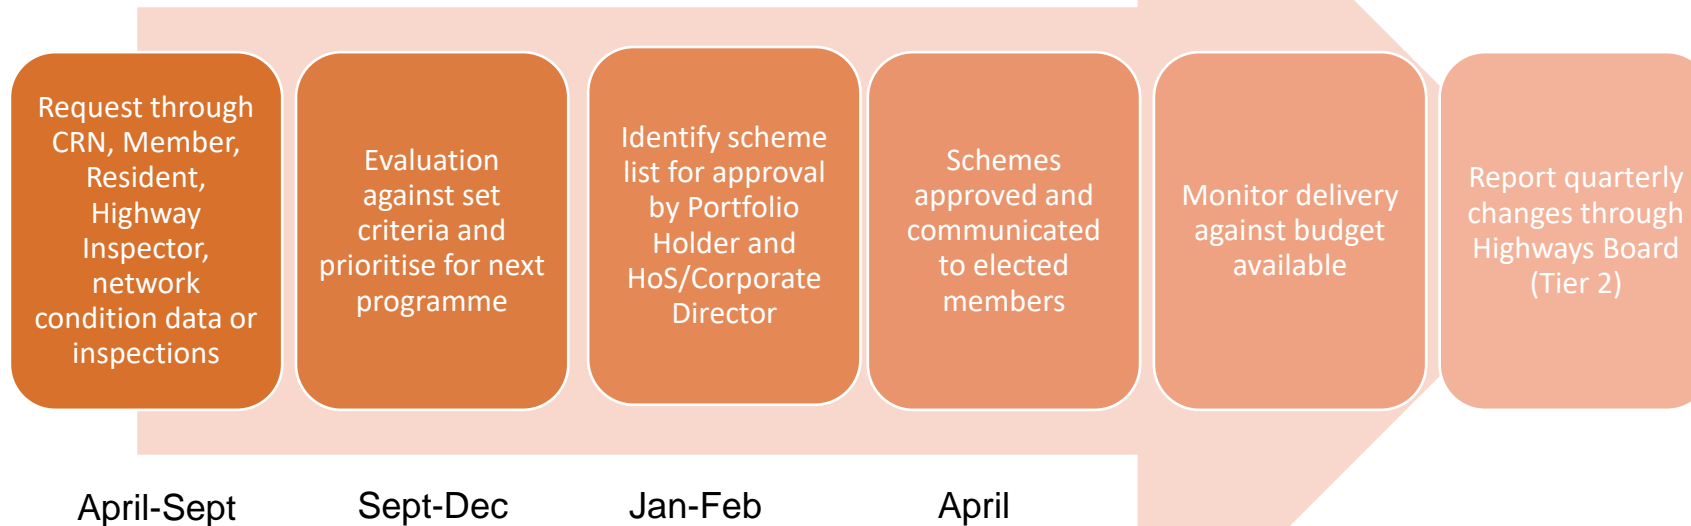 Request through
CRN, Member,
Resident,
Highway
Inspector,
network
condition data or
inspections
Evaluation
against set
criteria and
prioritise for next
programme
Identify scheme
list for approval
by Portfolio
Holder and
HoS/Corporate
Director
Schemes
approved and
communicated
to elected
members
Monitor delivery
against budget
available
Report quarterly
changes through
Highways Board
(Tier 2)
April-Sept
Sept-Dec
Jan-Feb
April